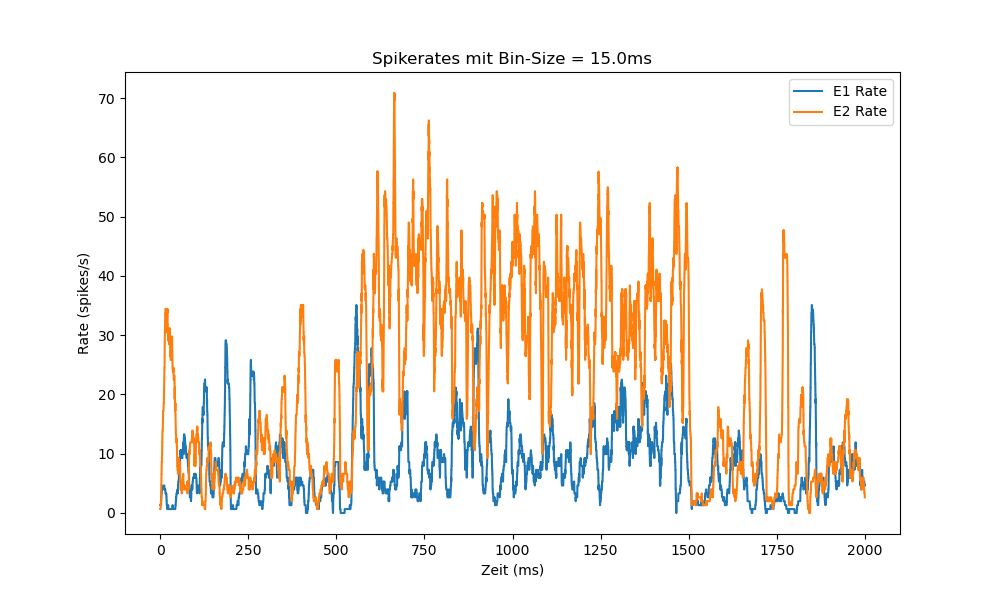 Spikerates mit Bin-Size = 15.0ms
E1 Rate
E2 Rate
Rate (spikes/s)
70
60
50
40
30
20
10
0
0 250 500 750 1000 1250 1500 1750 2000
Zeit (ms)